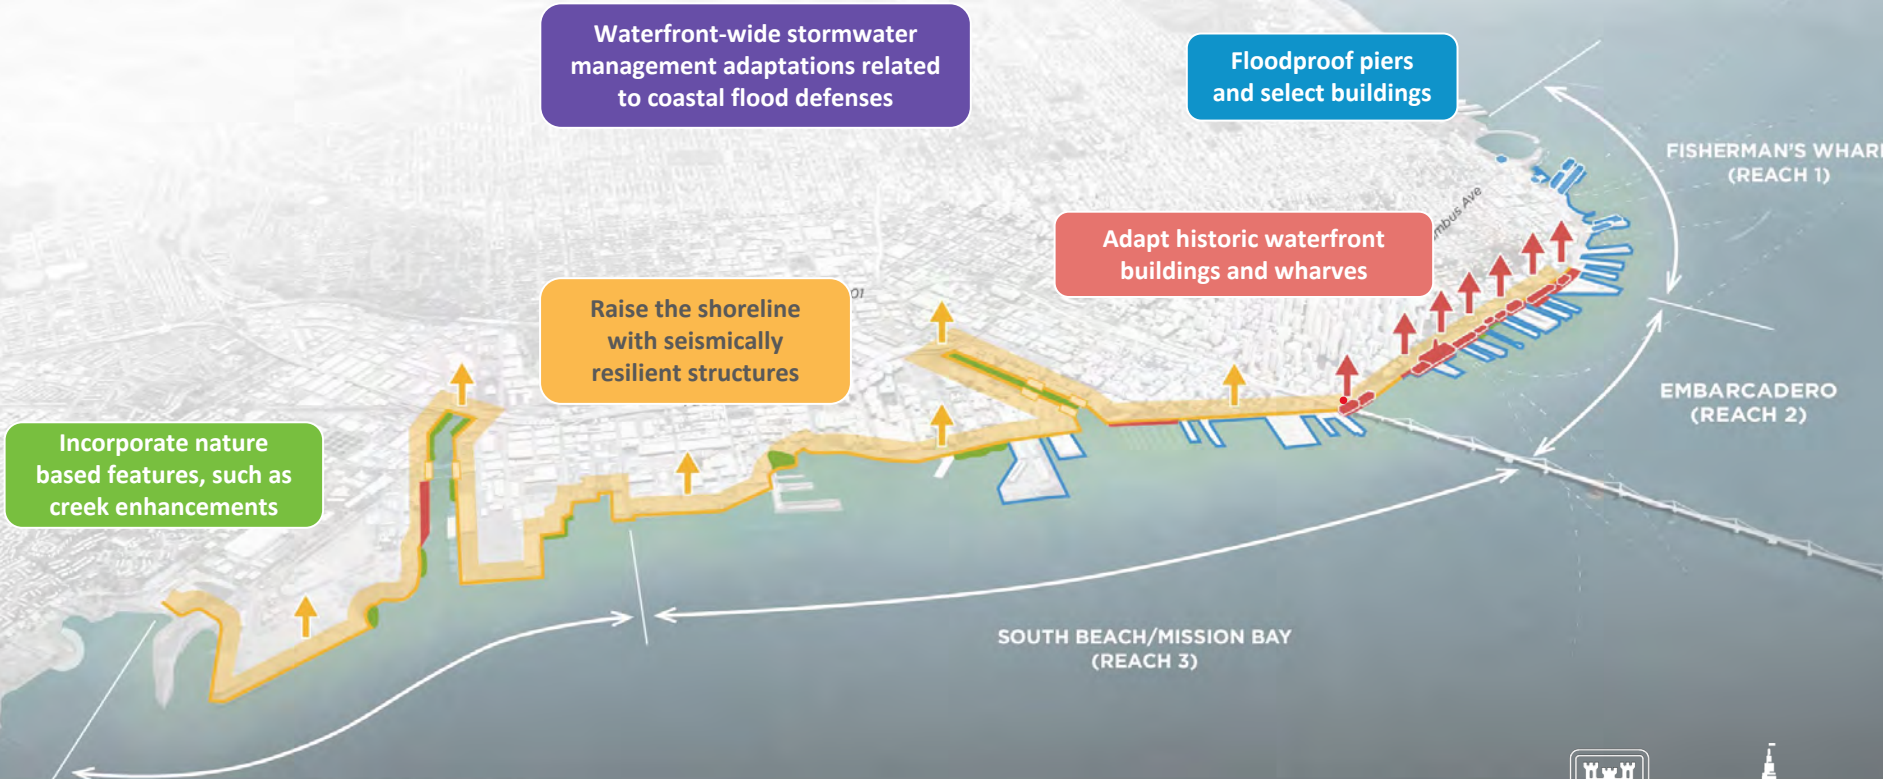 Waterfront-wide stormwater
management adaptations related
to coastal flood defenses
Floodproof piers
and select buildings
FISHERMAN'S WHARF
(REACH 1)
Adapt historic waterfront
buildings and wharves
Ave
Raise the shoreline
with seismically
resilient structures
EMBARCADERO
(REACH 2)
Incorporate nature
based features, such as
creek enhancements
SOUTH BEACH/MISSION BAY
(REACH 3)